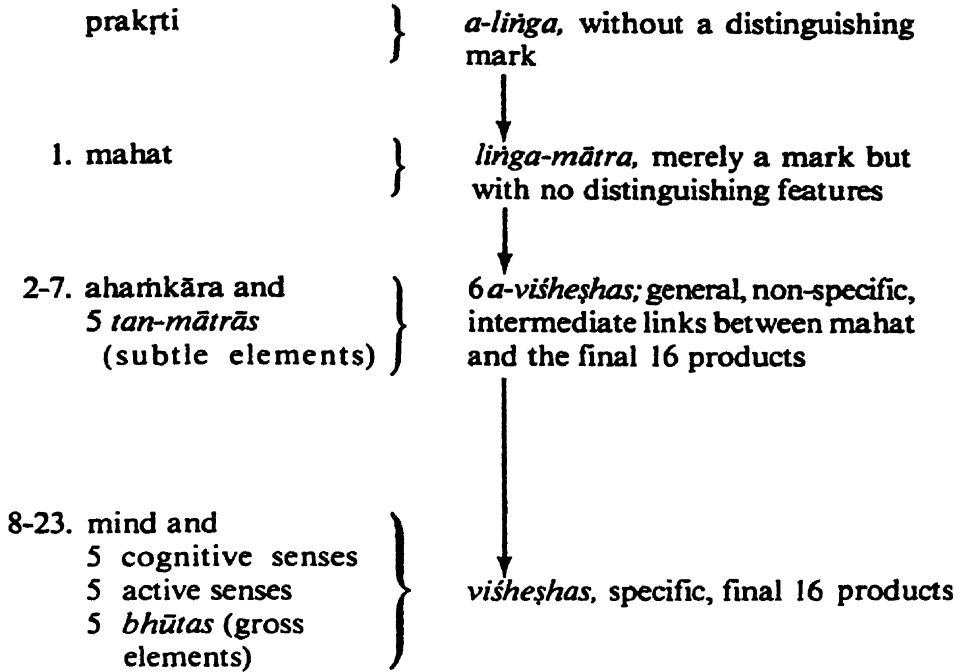 prakṛti
a-liṅga, without a distinguishing
mark
1. mahat
liṅga-mātra, merely a mark but
with no distinguishing features
2-7. ahaṁkāra and
5 tan-mātrās
(subtle elements)
6 a-viśheṣhas; general, non-specific,
intermediate links between mahat
and the final 16 products
8-23. mind and
5 cognitive senses
5 active senses
5 bhūtas (gross
elements)
viśheṣhas, specific, final 16 products